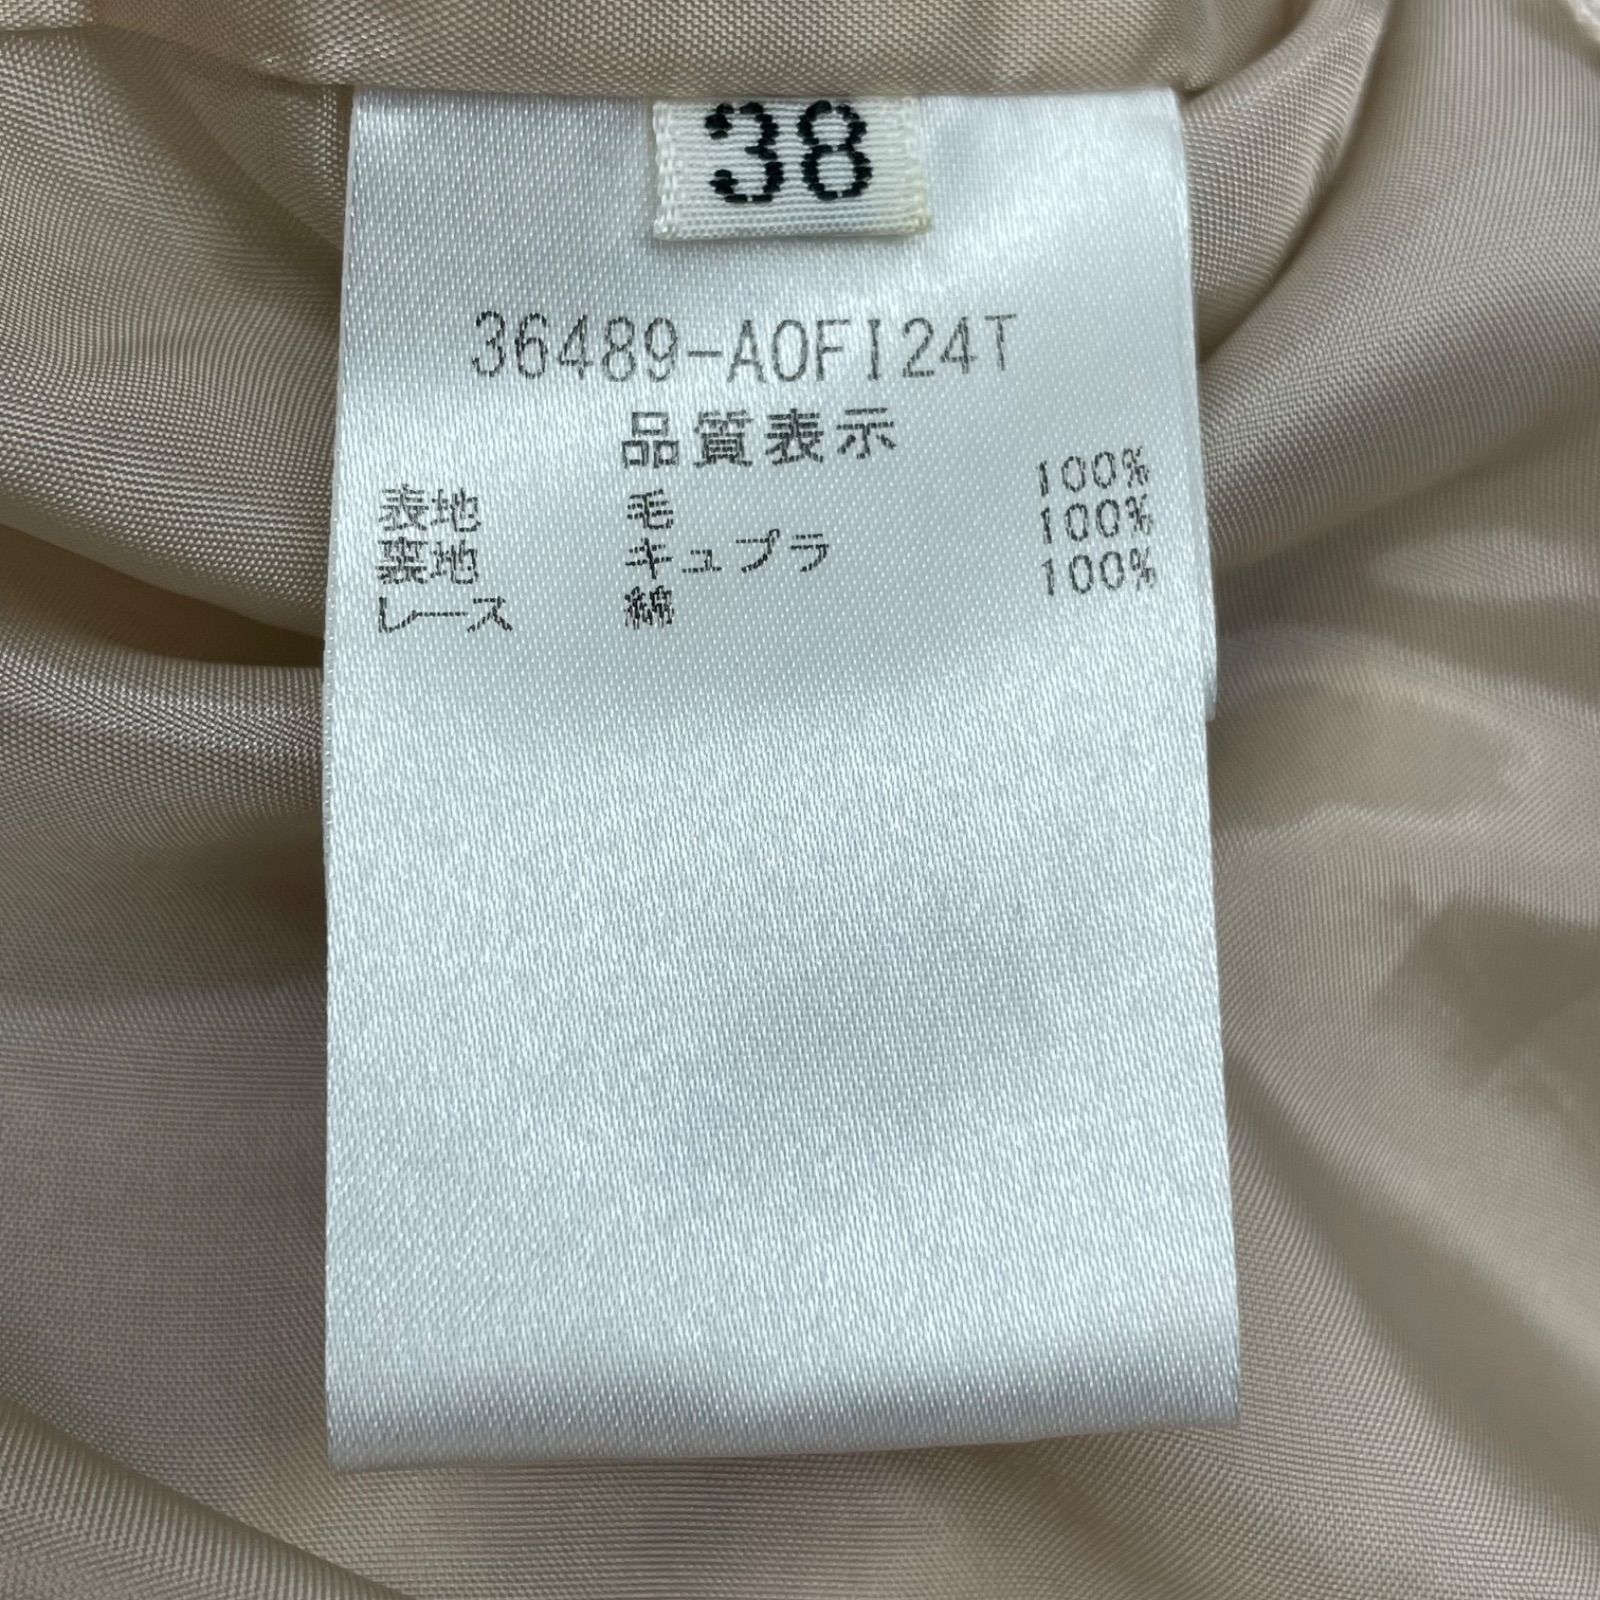 38
36489-AOFI24T
品質表示
表地 毛 100%
裏地 キュプラ 100%
レース 綿 100%